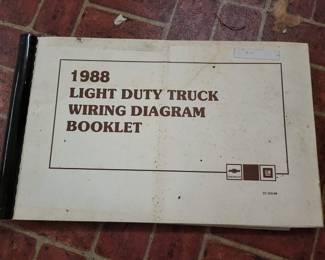 1988
LIGHT DUTY TRUCK
WIRING DIAGRAM
BOOKLET